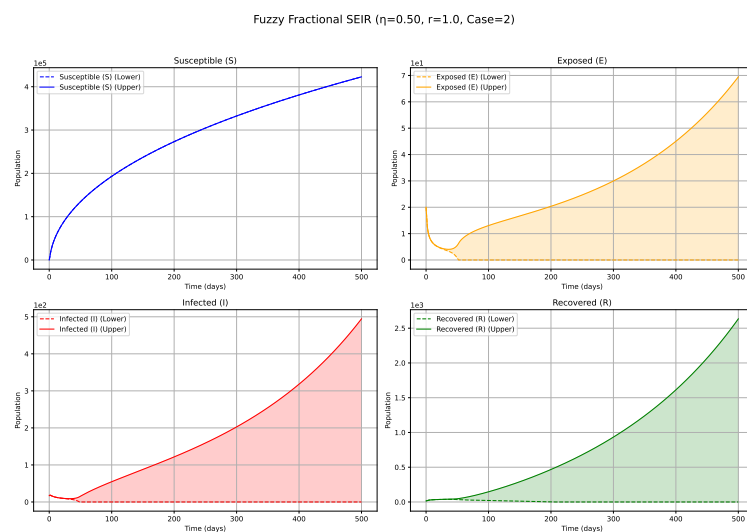 Fuzzy Fractional SEIR (η=0.50, r=1.0, Case=2)
Susceptible (S)
1e5
Susceptible (S) (Lower)
Susceptible (S) (Upper)
Population
4
3
2
1
0
0 100 200 300 400 500
Time (days)
Exposed (E)
1e1
Exposed (E) (Lower)
Exposed (E) (Upper)
Population
7
6
5
4
3
2
1
0
0 100 200 300 400 500
Time (days)
Infected (I)
1e2
Infected (I) (Lower)
Infected (I) (Upper)
Population
5
4
3
2
1
0
0 100 200 300 400 500
Time (days)
Recovered (R)
1e3
Recovered (R) (Lower)
Recovered (R) (Upper)
Population
2.5
2.0
1.5
1.0
0.5
0.0
0 100 200 300 400 500
Time (days)